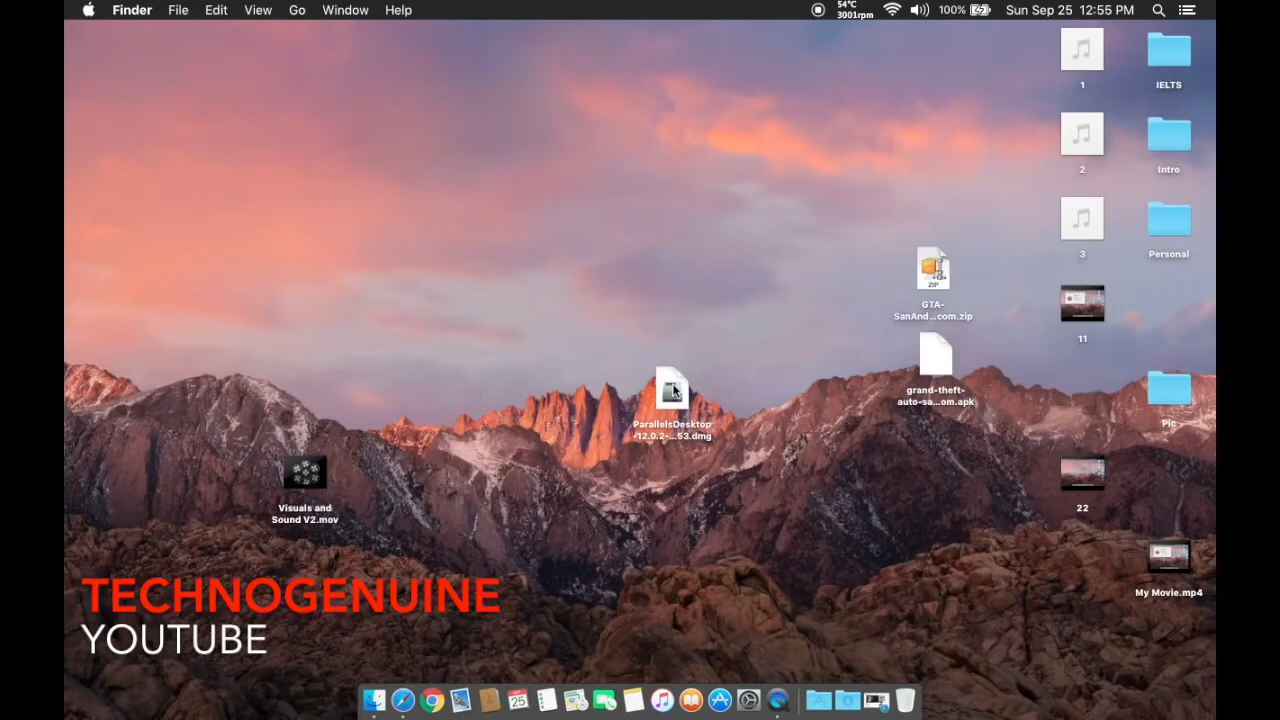 Finder File Edit View Go Window Help
54°C
3001rpm
100%
Sun Sep 25 12:55 PM
1
IELTS
2
Intro
3
Personal
ZIP
GTA-
SanAnd...com.zip
11
grand-theft-
auto-sa...om.apk
ParallelsDesktop
-12.0.2-...53.dmg
Pic
Visuals and
Sound V2.mov
22
My Movie.mp4
TECHNOGENUINE
YOUTUBE
25